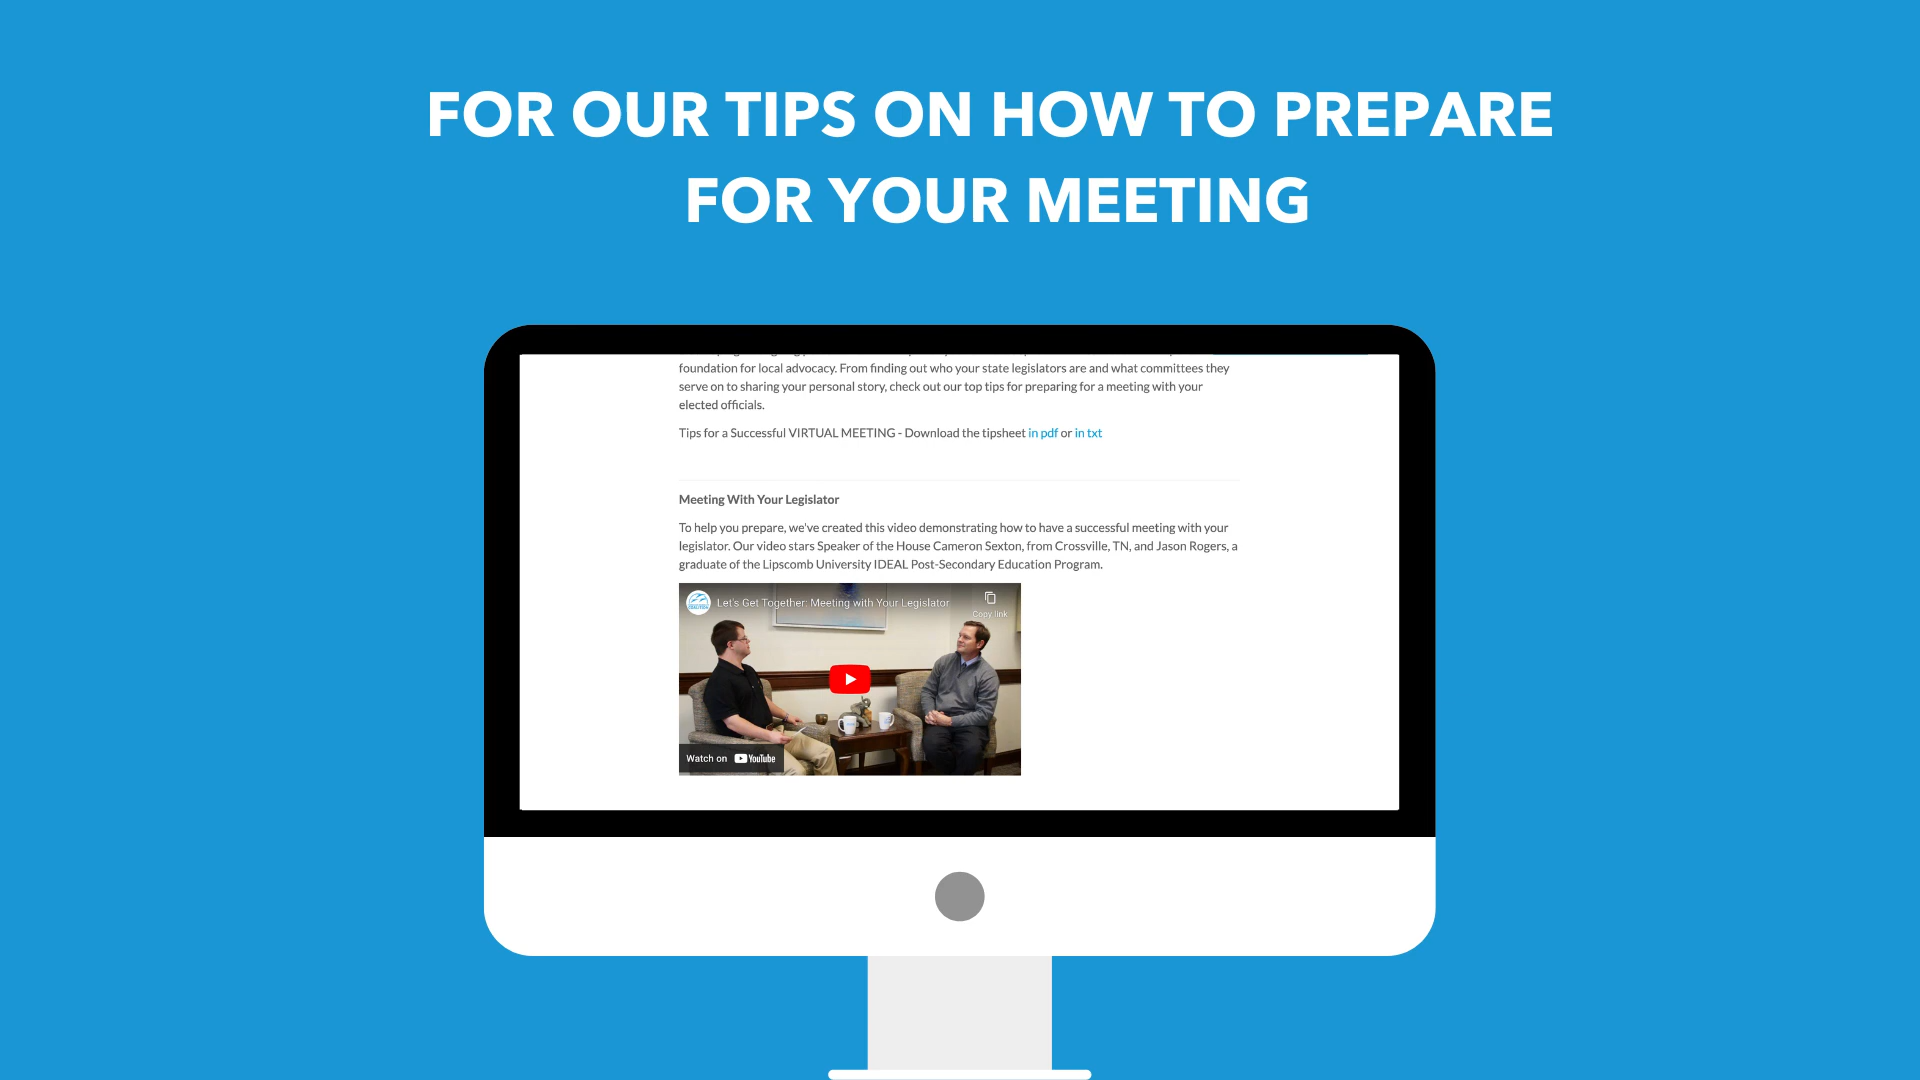 FOR OUR TIPS ON HOW TO PREPARE
FOR YOUR MEETING
foundation for local advocacy. From finding out who your state legislators are and what committees they
serve on to sharing your personal story, check out our top tips for preparing for a meeting with your
elected officials.
Tips for a Successful VIRTUAL MEETING - Download the tipsheet in pdf or in txt
Meeting With Your Legislator
To help you prepare, we've created this video demonstrating how to have a successful meeting with your
legislator. Our video stars Speaker of the House Cameron Sexton, from Crossville, TN, and Jason Rogers, a
graduate of the Lipscomb University IDEAL Post-Secondary Education Program.
Let's Get Together: Meeting with Your Legislator
Copy link
Watch on YouTube